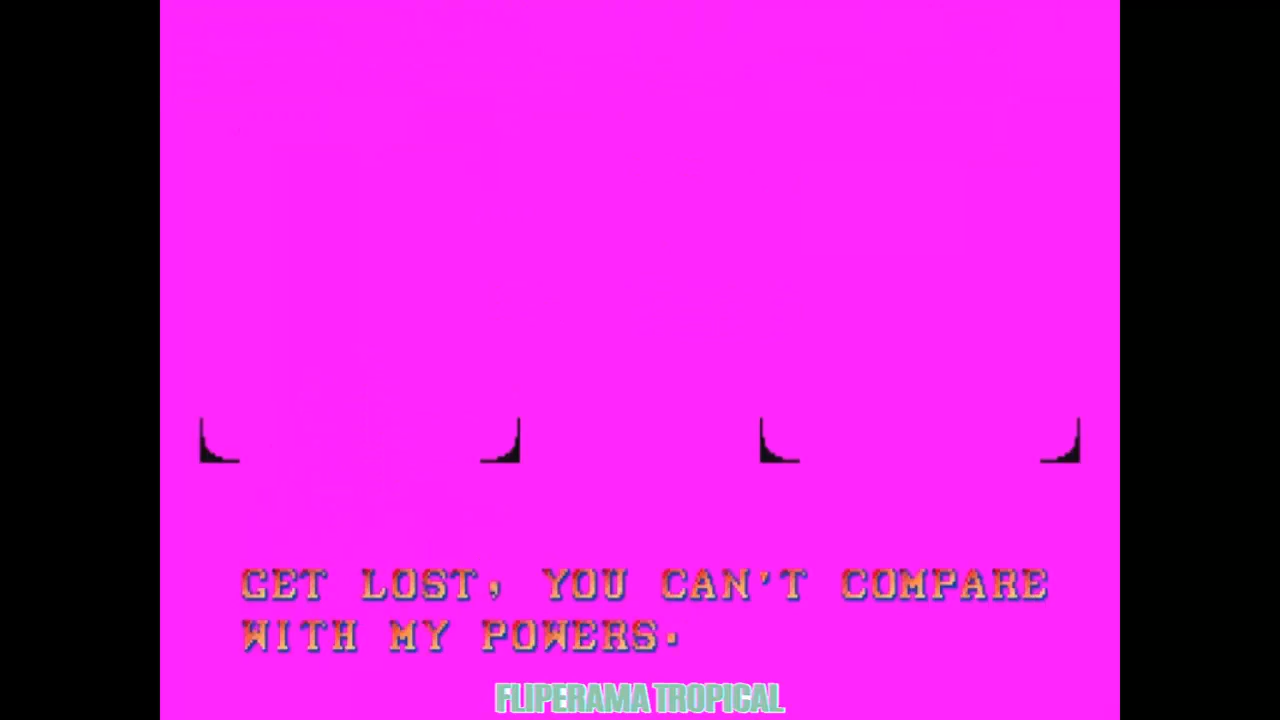 GET LOST, YOU CAN'T COMPARE
WITH MY POWERS.
FLIPERAMA TROPICAL